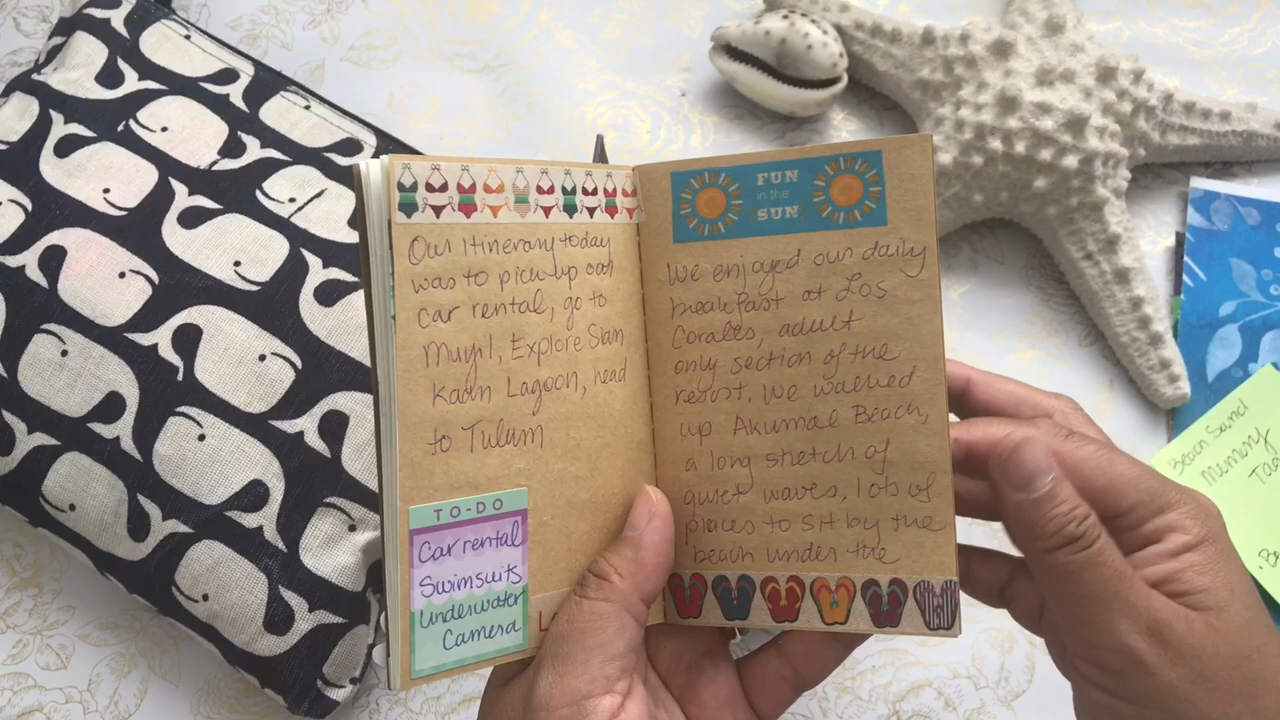 Our Itinerary today
was to pick up our
car rental, go to
Muyil, Explore Sian
Kaan Lagoon, head
to Tulum
TO-DO
Car rental
Swimsuits
Underwater
Camera
FUN
in the
SUN
We enjoyed our daily
breakfast at Los
Corales, adult
only section of the
resort. We walked
up Akumal Beach,
a long stretch of
quiet waves, lots of
places to sit by the
beach under the
Beach Sand
Memory